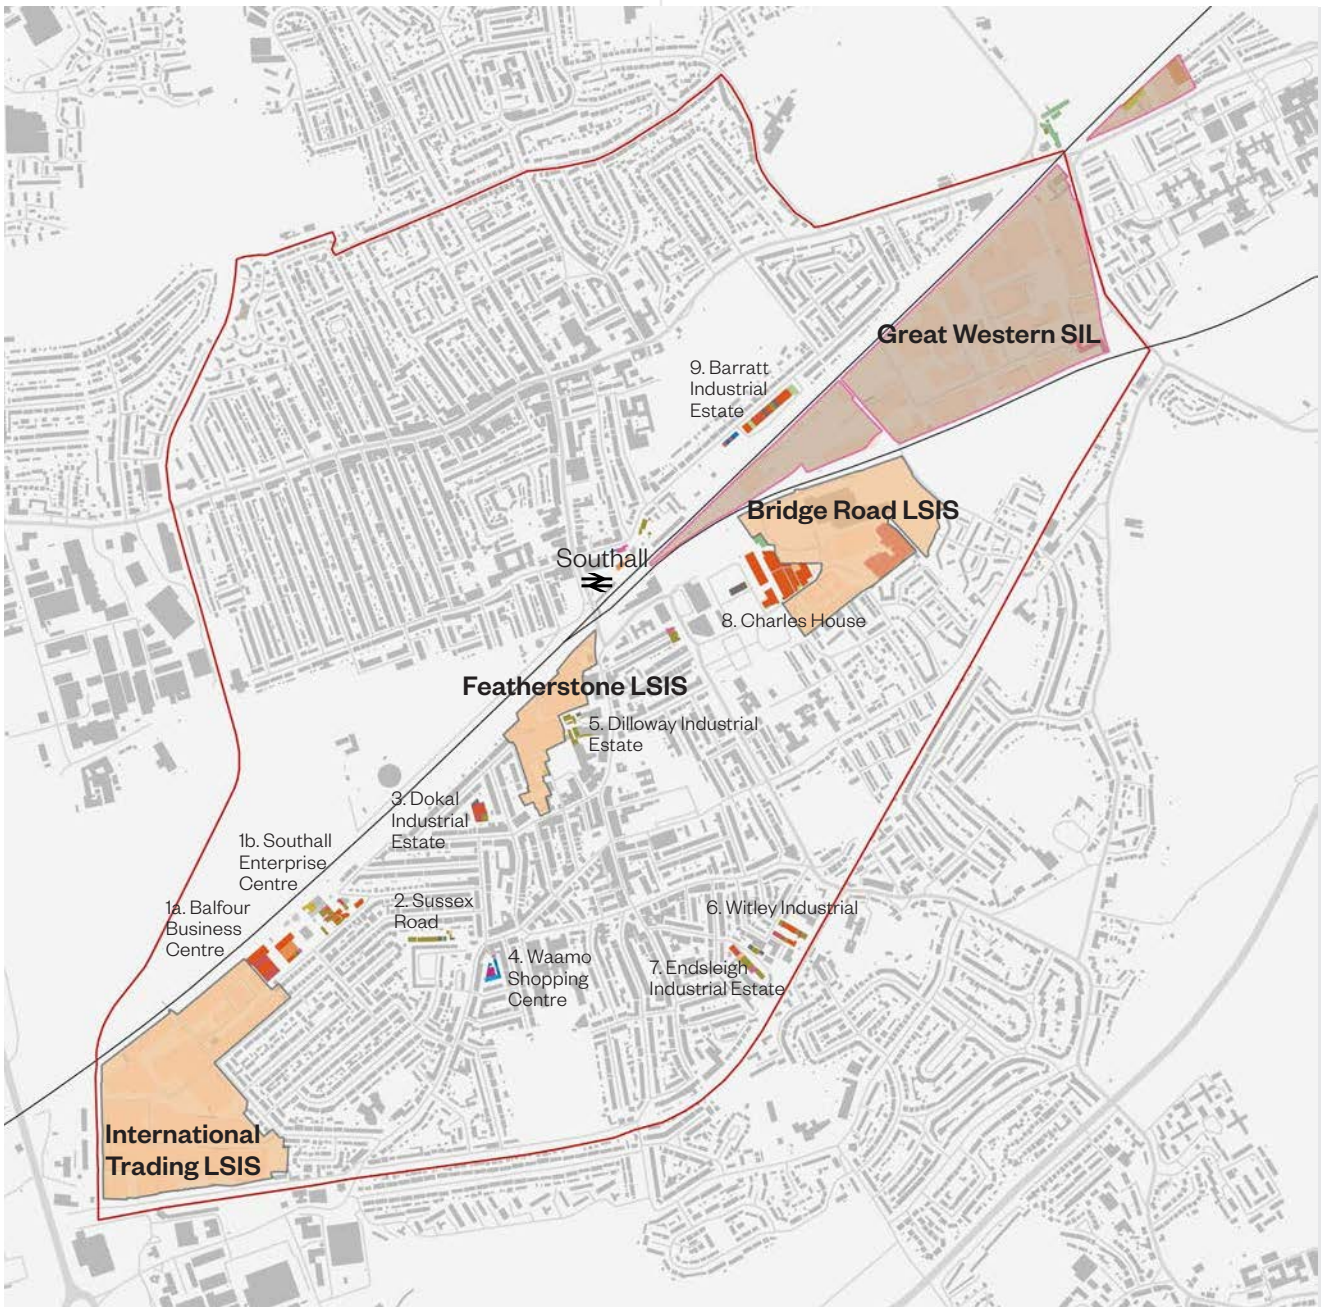 Great Western SIL
9. Barratt
Industrial
Estate
Bridge Road LSIS
Southall
8. Charles House
Featherstone LSIS
5. Dilloway Industrial
Estate
3. Dokal
Industrial
Estate
1b. Southall
Enterprise
Centre
1a. Balfour
Business
Centre
2. Sussex
Road
6. Witley Industrial
4. Waamo
Shopping
Centre
7. Endsleigh
Industrial Estate
International
Trading LSIS